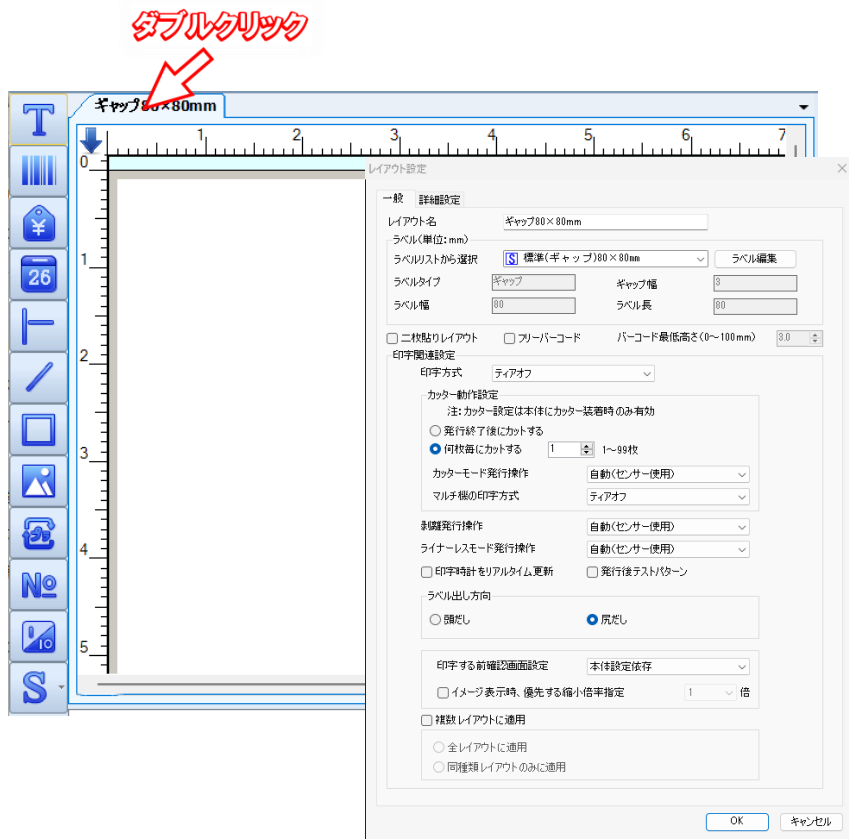 ダブルクリック
ギャップ80×80mm
T
1 2 3 4 5 6 7
0
¥
26
1
2
3
No
4
I/10
5
S
レイアウト設定
一般 詳細設定
レイアウト名 ギャップ80×80mm
ラベル(単位:mm)
ラベルリストから選択 S 標準(ギャップ)80×80mm ラベル編集
ラベルタイプ ギャップ ギャップ幅 3
ラベル幅 80 ラベル長 80
二枚貼りレイアウト フリーバーコード バーコード最低高さ(0～100mm) 3.0
印字関連設定
印字方式 ティアオフ
カッター動作設定
注:カッター設定は本体にカッター装着時のみ有効
発行終了後にカットする
何枚毎にカットする 1 1～99枚
カッターモード発行操作 自動(センサー使用)
マルチ機の印字方式 ティアオフ
剥離発行操作 自動(センサー使用)
ライナーレスモード発行操作 自動(センサー使用)
印字時計をリアルタイム更新 発行後テストパターン
ラベル出し方向
頭だし 尻だし
印字する前確認画面設定 本体設定依存
イメージ表示時、優先する縮小倍率指定 1 倍
複数レイアウトに適用
全レイアウトに適用
同種類レイアウトのみに適用
OK キャンセル